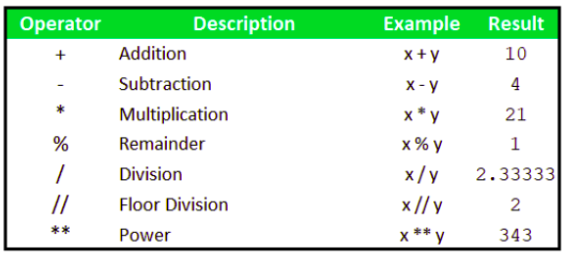 Operator Description Example Result
+ Addition x + y 10
- Subtraction x - y 4
* Multiplication x * y 21
% Remainder x % y 1
/ Division x / y 2.33333
// Floor Division x // y 2
** Power x ** y 343